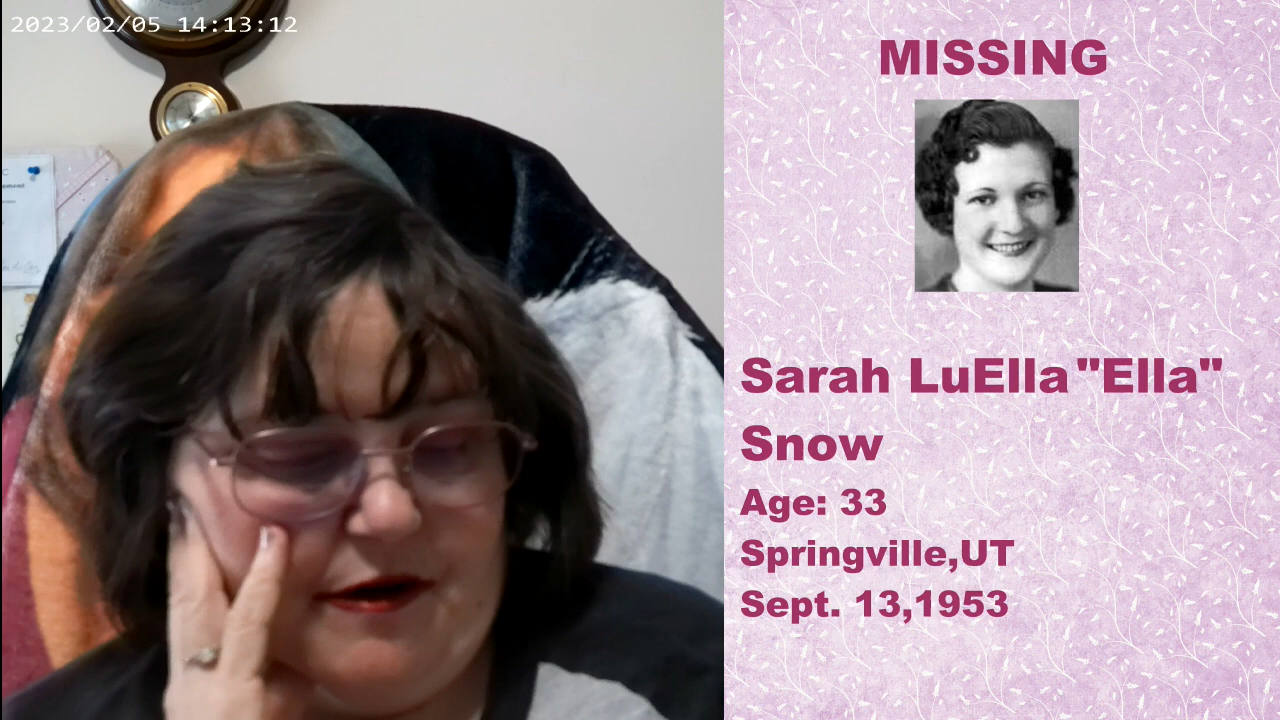 2023/02/05 14:13:12
MISSING
Sarah LuElla "Ella"
Snow
Age: 33
Springville,UT
Sept. 13,1953